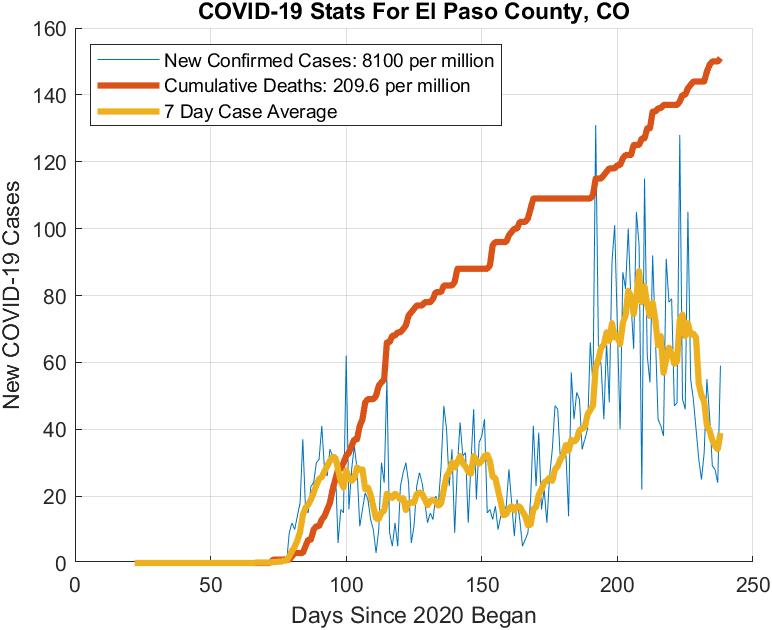 COVID-19 Stats For El Paso County, CO
160
New Confirmed Cases: 8100 per million
Cumulative Deaths: 209.6 per million
7 Day Case Average
140
120
100
80
60
40
20
0
New COVID-19 Cases
0 50 100 150 200 250
Days Since 2020 Began